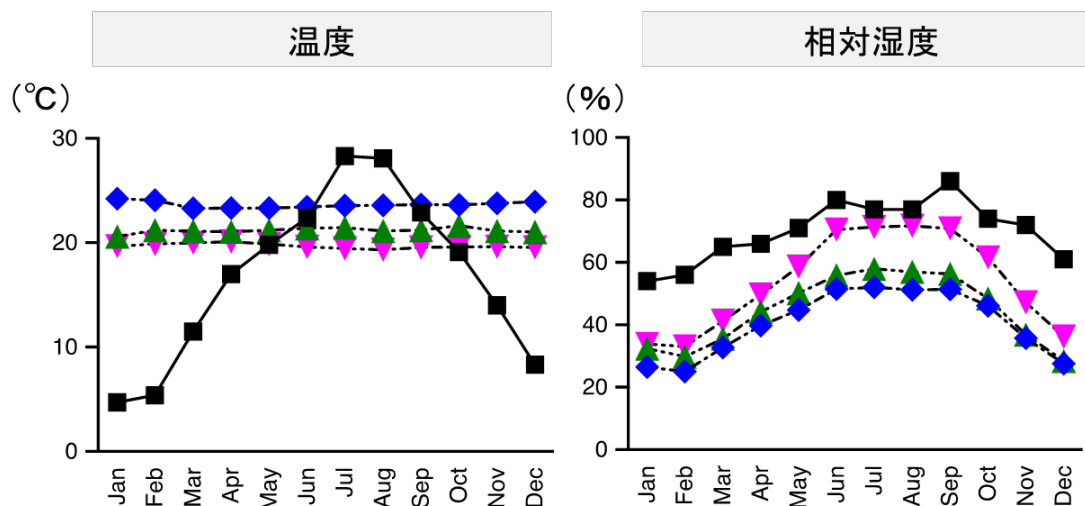 温度
相対湿度
(℃)
(%)
30
20
10
0
Jan
Feb
Mar
Apr
May
Jun
Jul
Aug
Sep
Oct
Nov
Dec
100
80
60
40
20
0
Jan
Feb
Mar
Apr
May
Jun
Jul
Aug
Sep
Oct
Nov
Dec